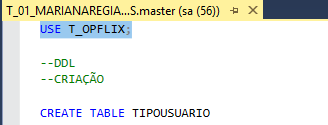 T_01_MARIANAREGIA...S.master (sa (56))
USE T_OPFLIX;
--DDL
--CRIAÇÃO
CREATE TABLE TIPOUSUARIO